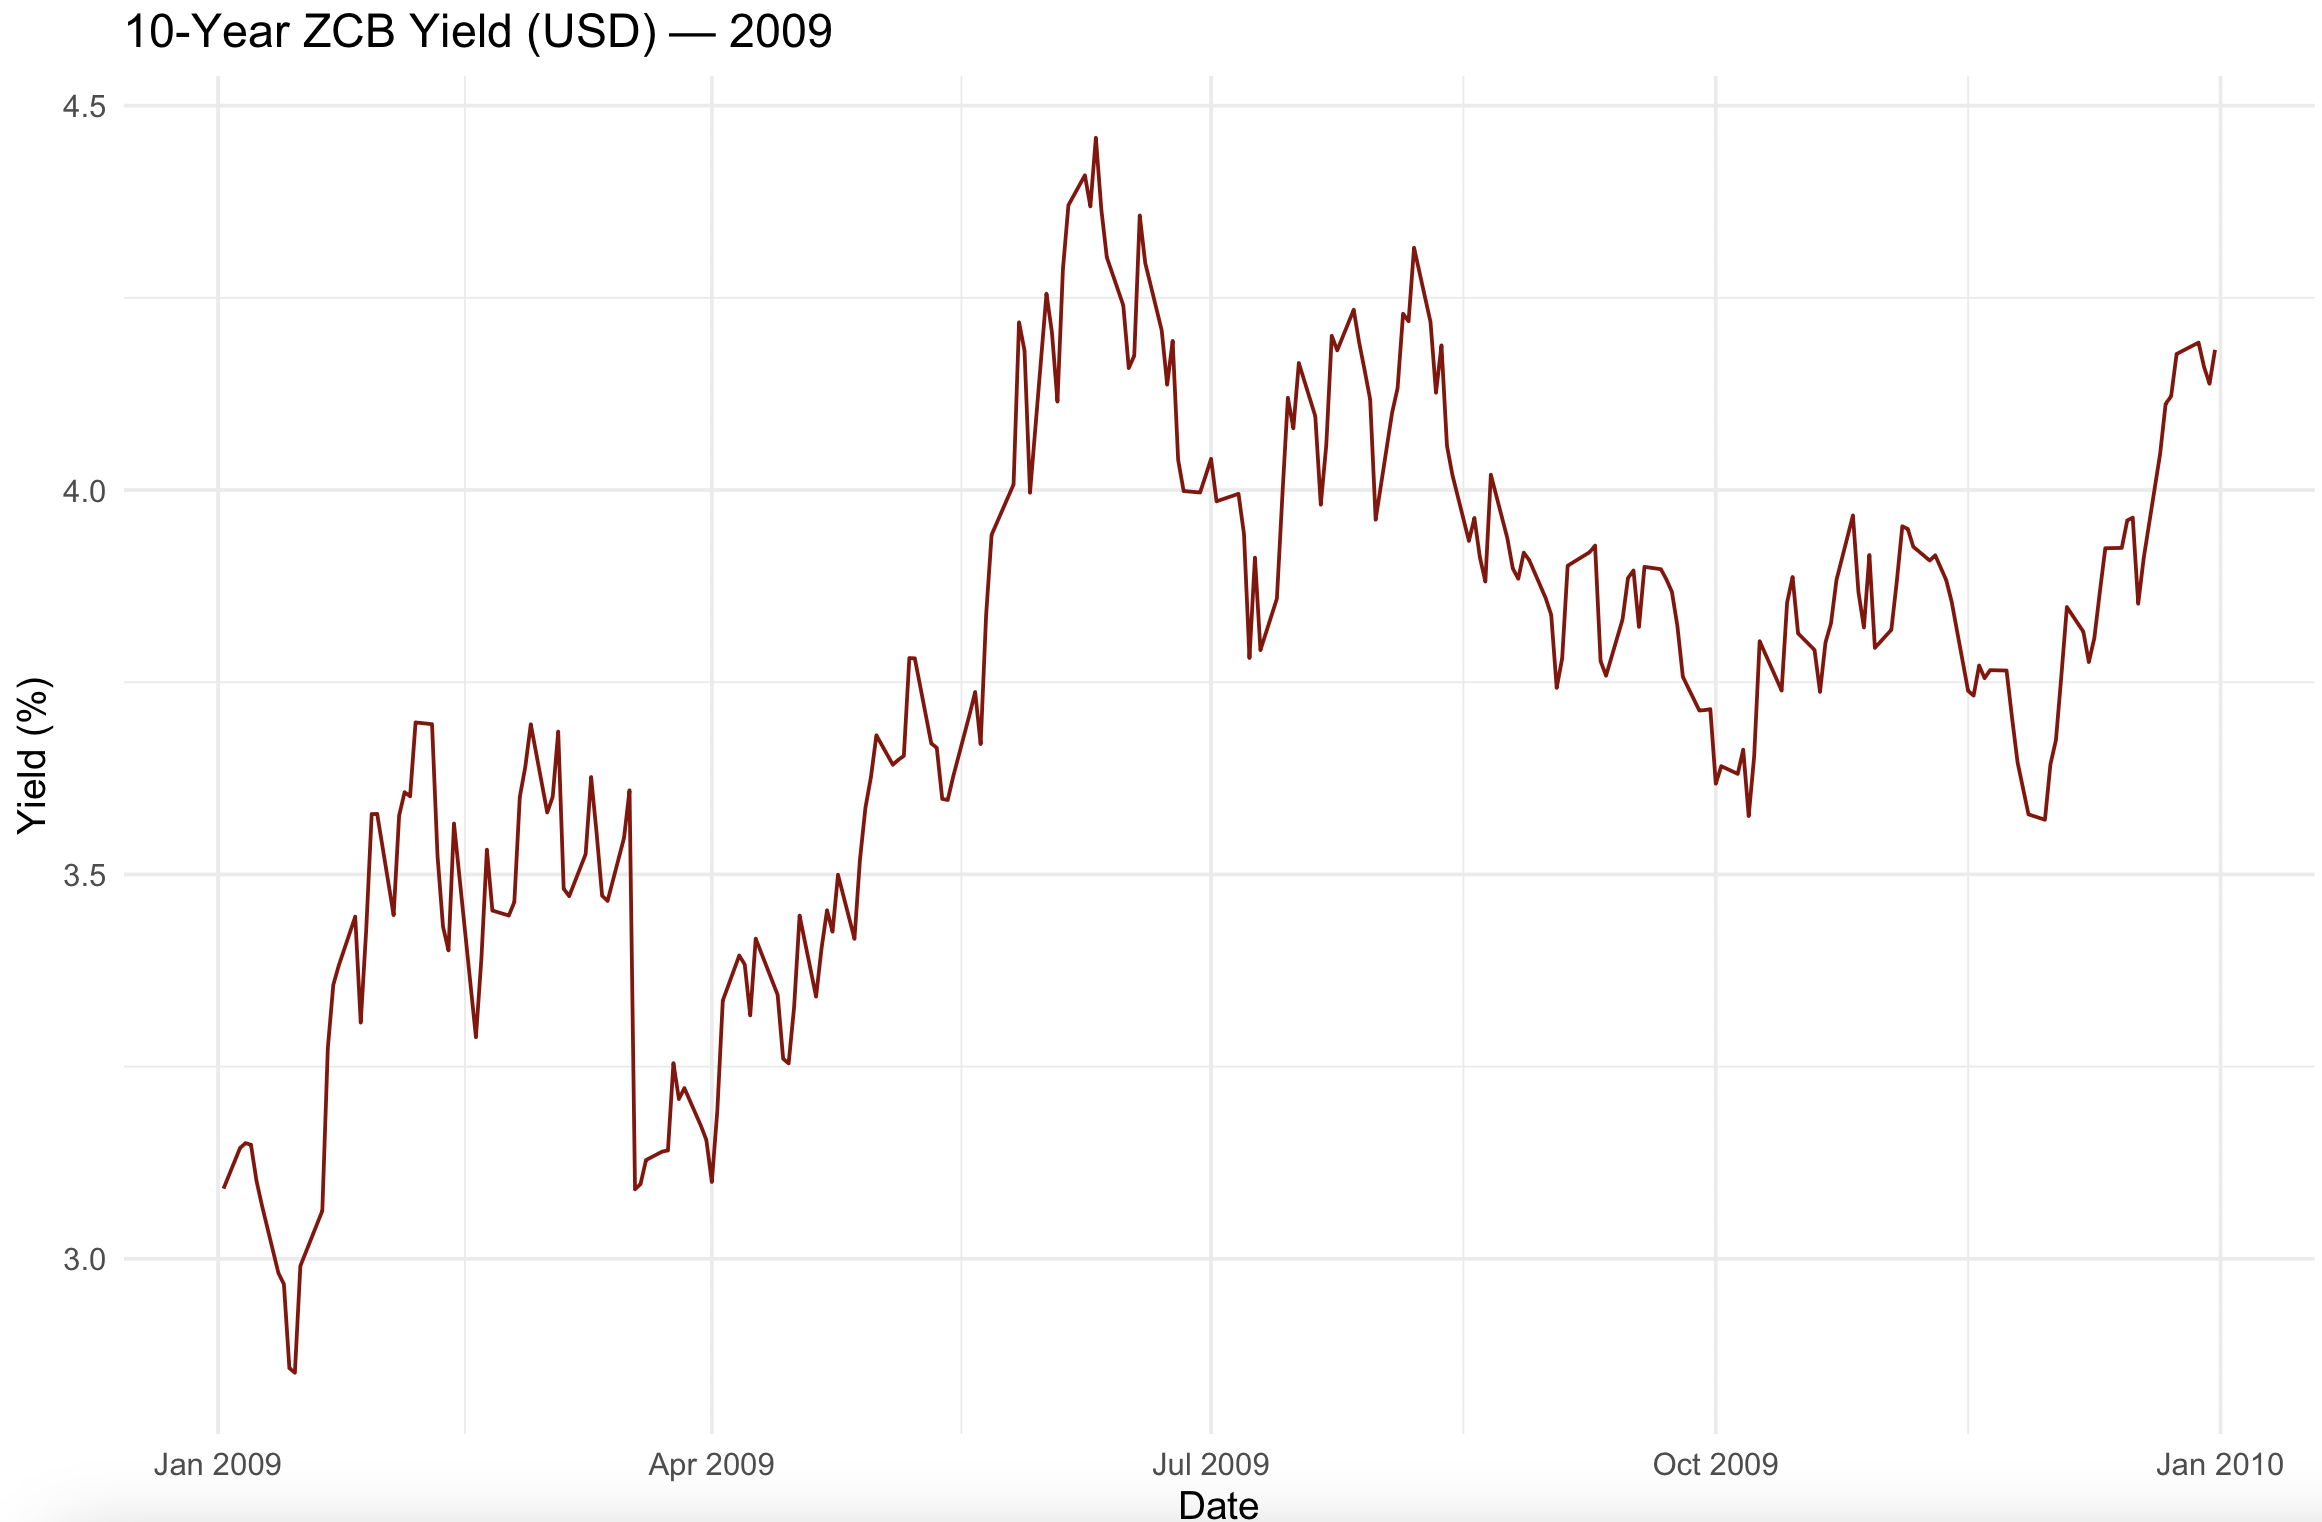 10-Year ZCB Yield (USD) — 2009
4.5
4.0
3.5
3.0
Yield (%)
Jan 2009
Apr 2009
Jul 2009
Oct 2009
Jan 2010
Date